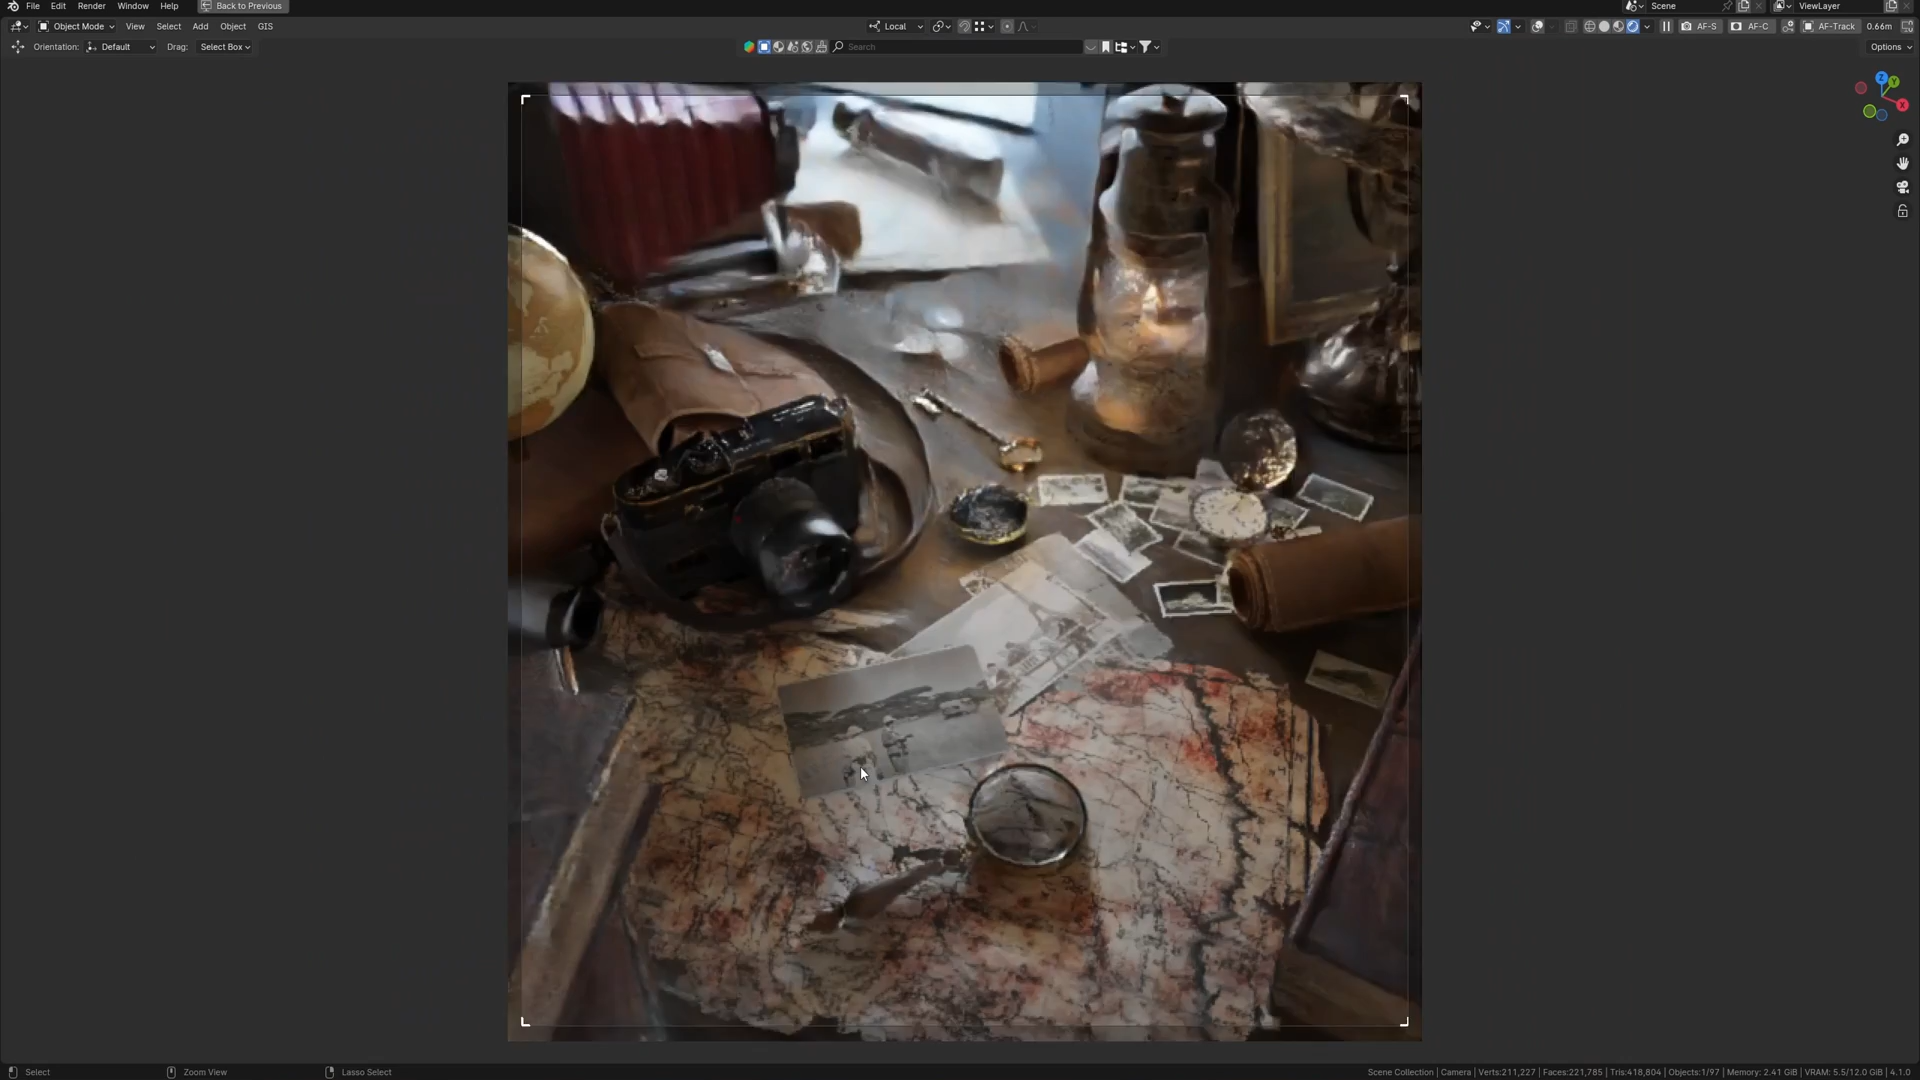 File Edit Render Window Help Back to Previous Scene ViewLayer
Object Mode View Select Add Object GIS Local AF-S AF-C AF-Track 0.66m
Orientation: Default Drag: Select Box Search Options
Z
Y
X
Select Zoom View Lasso Select Scene Collection | Camera | Verts:211,227 | Faces:221,785 | Tris:418,804 | Objects:1/97 | Memory: 2.41 GiB | VRAM: 5.5/12.0 GiB | 4.1.0